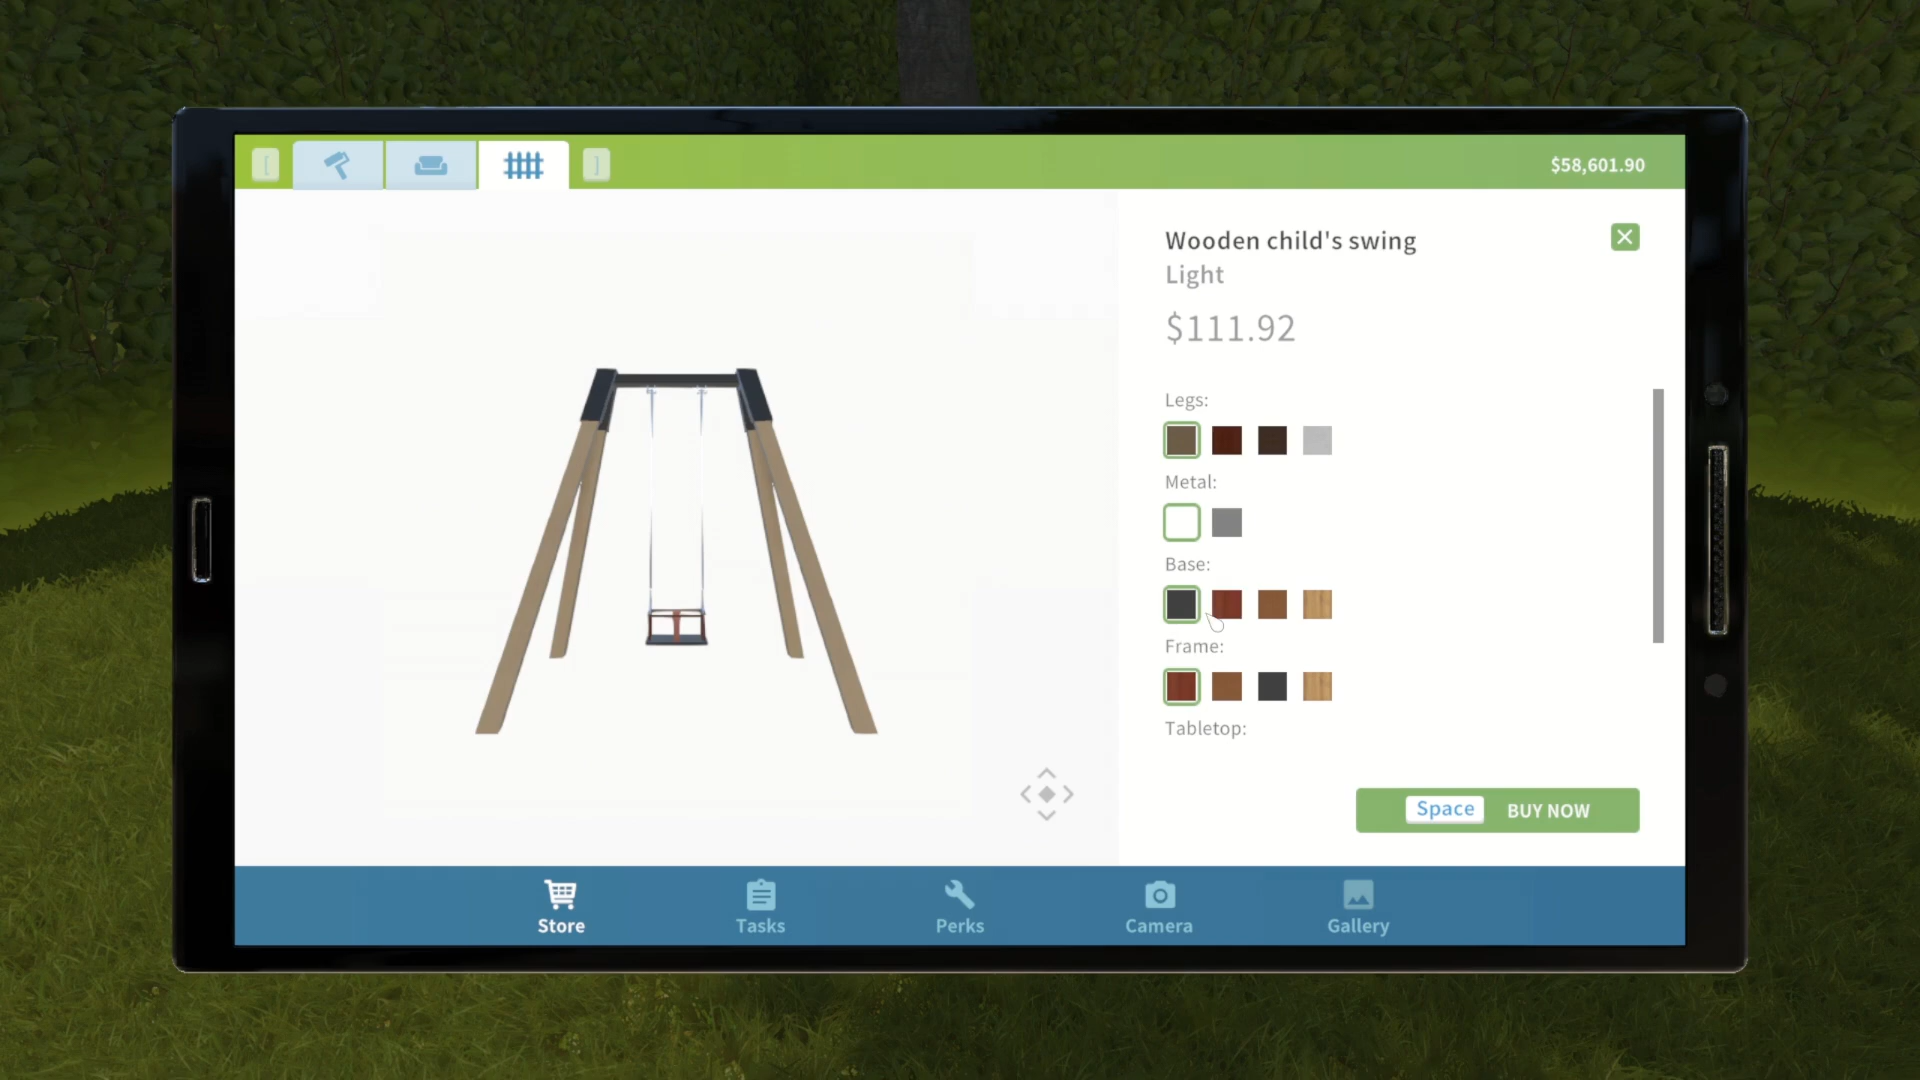 [
]
$58,601.90
Wooden child's swing
Light
$111.92
Legs:
Metal:
Base:
Frame:
Tabletop:
Space BUY NOW
Store
Tasks
Perks
Camera
Gallery